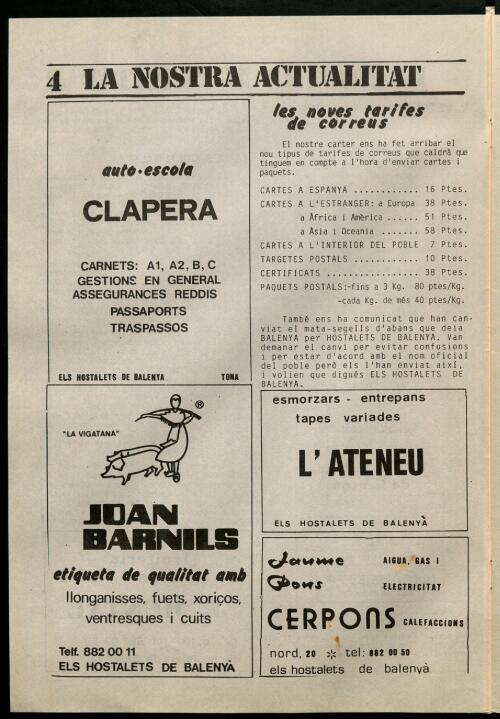 4 LA NOSTRA ACTUALITAT
auto·escola
CLAPERA
CARNETS: A1, A2, B, C
GESTIONS EN GENERAL
ASSEGURANCES REDDIS
PASSAPORTS
TRASPASSOS
ELS HOSTALETS DE BALENYA TONA
"LA VIGATANA"
®
JOAN
BARNILS
etiqueta de qualitat amb
llonganisses, fuets, xoriços,
ventresques i cuits
Telf. 882 00 11
ELS HOSTALETS DE BALENYÀ
les noves tarifes
de correus
El nostre carter ens ha fet arribar el
nou tipus de tarifes de correus que caldrà que
tinguem en compte a l'hora d'enviar cartes i
paquets.
CARTES A ESPANYA ............ 16 Ptes.
CARTES A L'ESTRANGER: a Europa 38 Ptes.
a Àfrica i Amèrica ...... 51 Ptes.
a Àsia i Oceania ....... 58 Ptes.
CARTES A L'INTERIOR DEL POBLE 7 Ptes.
TARGETES POSTALS ............ 10 Ptes.
CERTIFICATS ................. 38 Ptes.
PAQUETS POSTALS:-fins a 3 Kg. 80 ptes/Kg.
-cada Kg. de més 40 ptes/Kg.
També ens ha comunicat que han can-
viat el mata-segells d'abans que deia
BALENYA per HOSTALETS DE BALENYA. Van
demanar el canvi per evitar confusions
i per estar d'acord amb el nom oficial
del poble però els l'han enviat així,
i volien que digués ELS HOSTALETS DE
BALENYA.
esmorzars - entrepans
tapes variades
L'ATENEU
ELS HOSTALETS DE BALENYÀ
Jaume
Pons
AIGUA, GAS I
ELECTRICITAT
CERPONS CALEFACCIONS
nord, 20 * tel: 882 00 50
els hostalets de balenyà